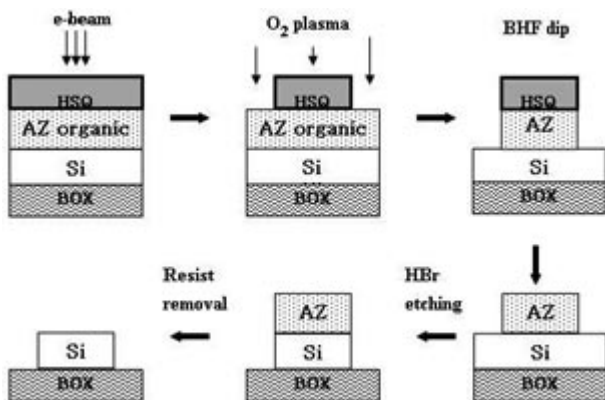 e-beam
O₂ plasma
BHF dip
HSQ
AZ organic
Si
BOX
HSQ
AZ organic
Si
BOX
HSQ
AZ
Si
BOX
Resist
removal
HBr
etching
Si
BOX
AZ
Si
BOX
AZ
Si
BOX